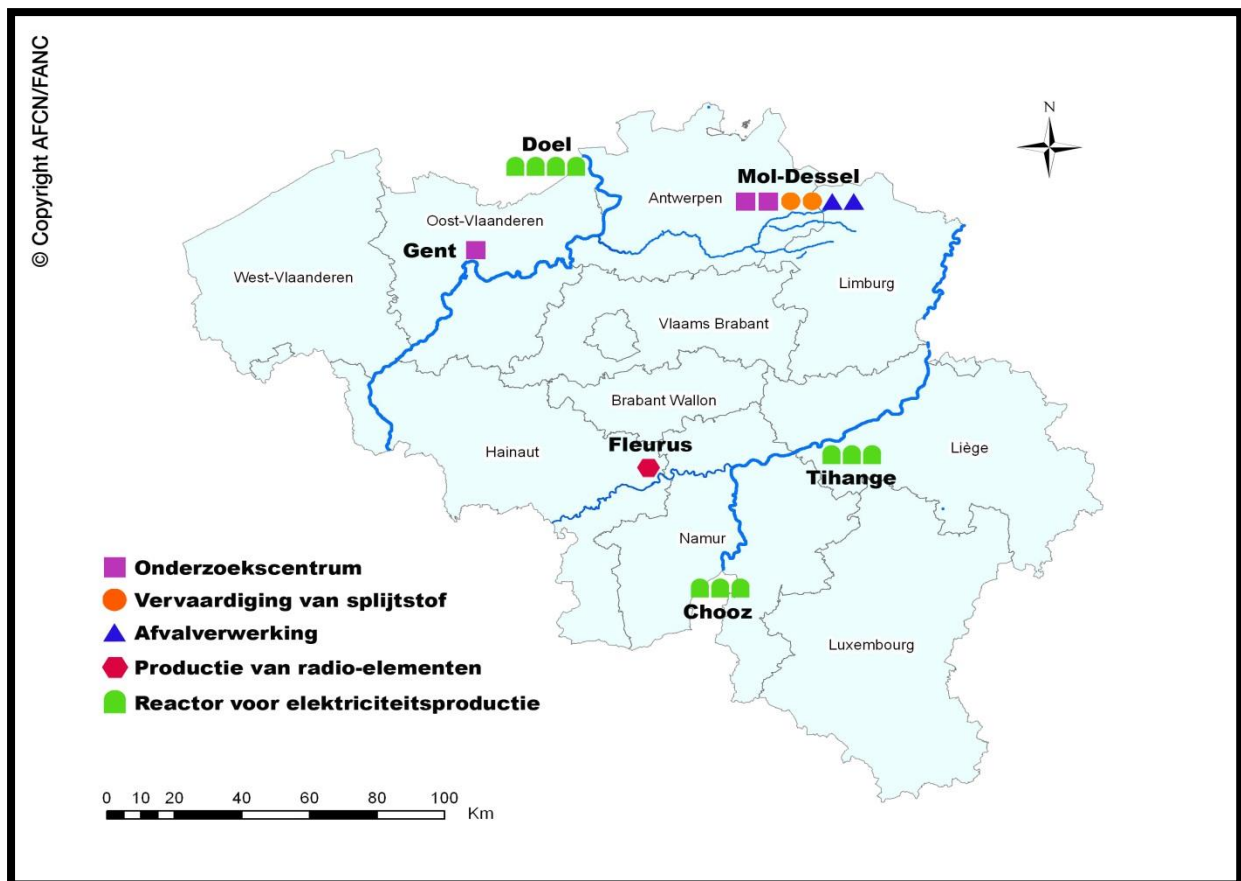 © Copyright AFCN/FANC
N
Doel
Mol-Dessel
Antwerpen
Oost-Vlaanderen
Gent
West-Vlaanderen
Limburg
Vlaams Brabant
Brabant Wallon
Fleurus
Hainaut
Liège
Tihange
Namur
Chooz
Luxembourg
Onderzoekscentrum
Vervaardiging van splijtstof
Afvalverwerking
Productie van radio-elementen
Reactor voor elektriciteitsproductie
0 10 20 40 60 80 100
Km